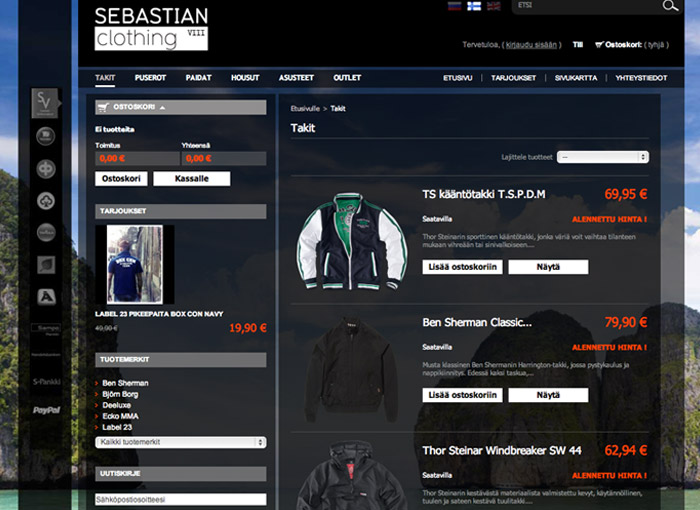 SEBASTIAN
clothing VIII
ETSI
Tervetuloa, ( kirjaudu sisään ) Tili Ostoskori: ( tyhjä )
TAKIT PUSEROT PAIDAT HOUSUT ASUSTEET OUTLET
ETUSIVU | TARJOUKSET | SIVUKARTTA | YHTEYSTIEDOT
SV
OSTOSKORI
Ei tuotteita
Toimitus Yhteensä
0,00 € 0,00 €
Ostoskori Kassalle
TARJOUKSET
LABEL 23 PIKEEPAITA BOX CON NAVY
49,90 € 19,90 €
TUOTEMERKIT
Ben Sherman
Björn Borg
Deeluxe
Ecko MMA
Label 23
Kaikki tuotemerkit
UUTISKIRJE
Sähköpostiosoitteesi
Sampo
S-Pankki
PayPal
Etusivulle > Takit
Takit
Lajittele tuotteet --
TS kääntötakki T.S.P.D.M 69,95 €
Saatavilla ALENNETTU HINTA !
Thor Steinarin sporttinen kääntötakki, jonka väriä voit vaihtaa tilanteen
mukaan vihreään tai sinivalkoiseen....
Lisää ostoskoriin Näytä
Ben Sherman Classic... 79,90 €
Saatavilla ALENNETTU HINTA !
Musta klassinen Ben Shermanin Harrington-takki, jossa pystykaulus ja
nappikiinnitys. Edessä kaksi taskua,...
Lisää ostoskoriin Näytä
Thor Steinar Windbreaker SW 44 62,94 €
Saatavilla ALENNETTU HINTA !
Thor Steinarin kestävästä materiaalista valmistettu kevyt, käytännöllinen,
tuulen ja sateen kestävä tuulitakki....